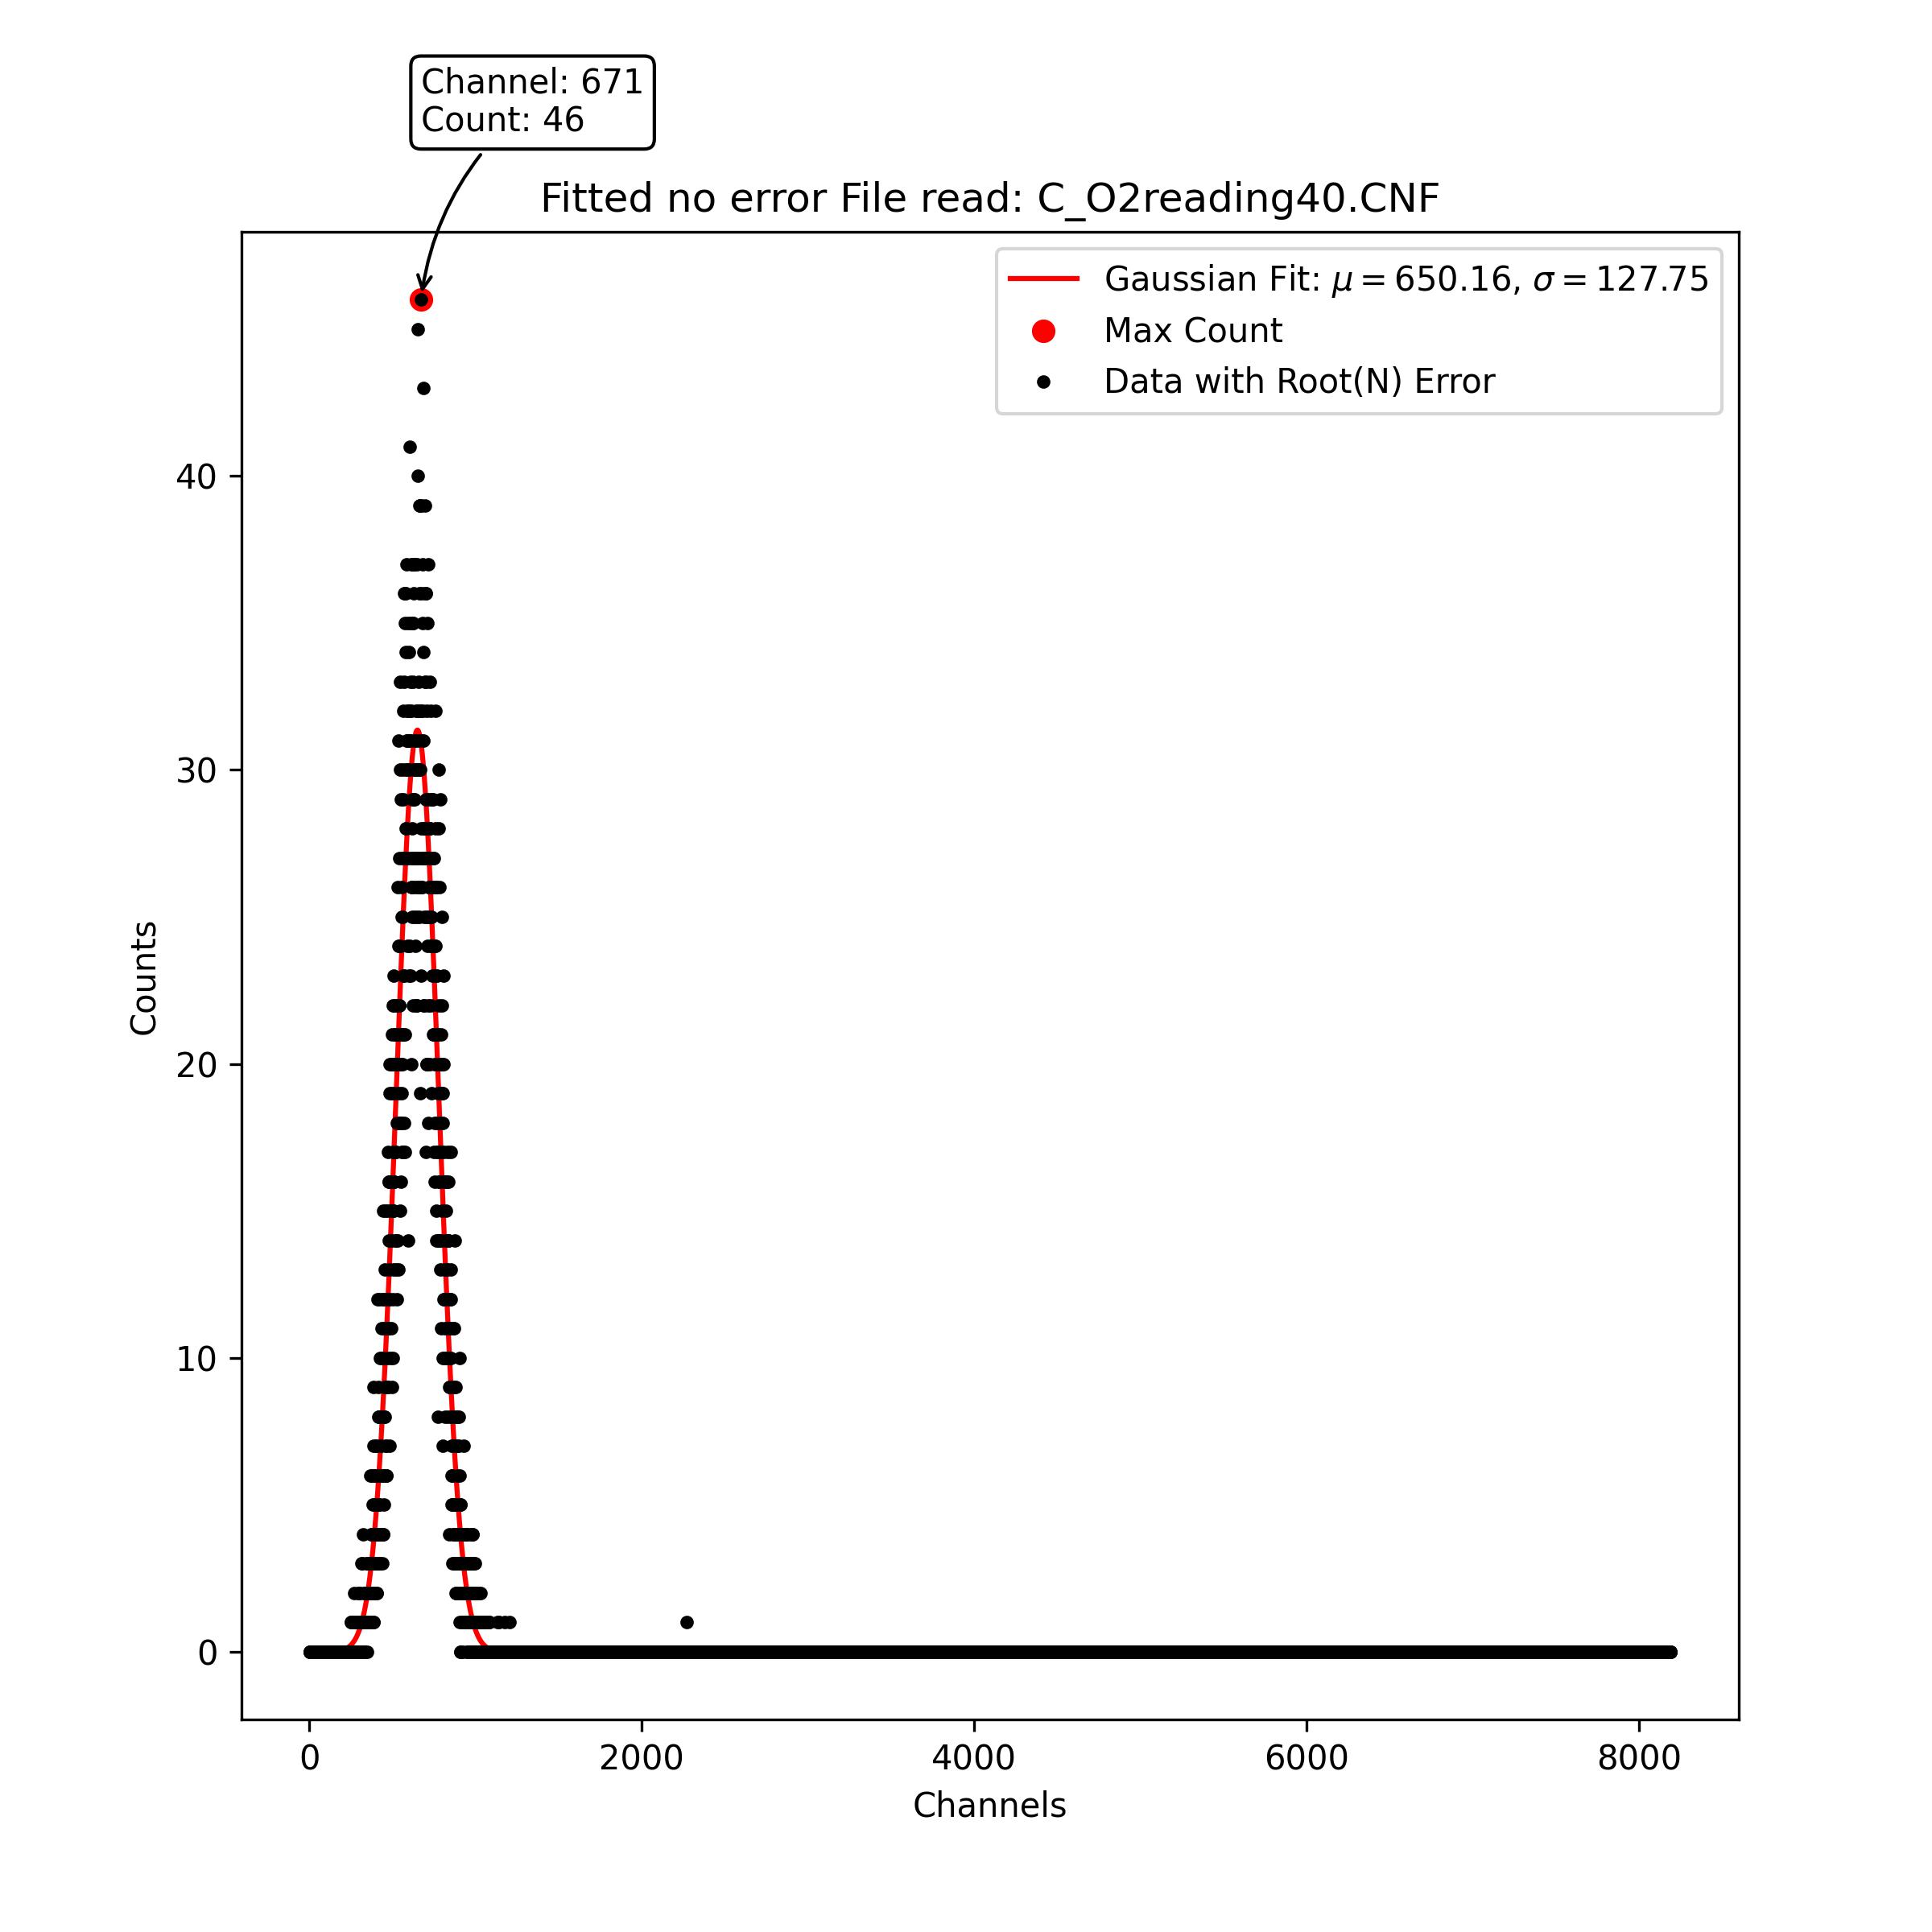 Channel: 671
Count: 46
Fitted no error File read: C_O2reading40.CNF
Gaussian Fit: μ = 650.16, σ = 127.75
Max Count
Data with Root(N) Error
Counts
40
30
20
10
0
0 2000 4000 6000 8000
Channels